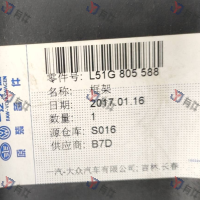 零件号: L51G 805 588
名称: 框架
日期: 2017.01.16
数量: 1
源仓库: S016
供应商: B7D
一汽-大众汽车有限公司: 吉林 长春